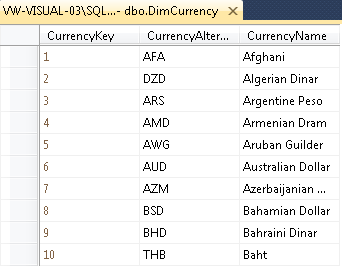 VW-VISUAL-03\SQL...- dbo.DimCurrency
CurrencyKey CurrencyAlter... CurrencyName
1 AFA Afghani
2 DZD Algerian Dinar
3 ARS Argentine Peso
4 AMD Armenian Dram
5 AWG Aruban Guilder
6 AUD Australian Dollar
7 AZM Azerbaijanian ...
8 BSD Bahamian Dollar
9 BHD Bahraini Dinar
10 THB Baht